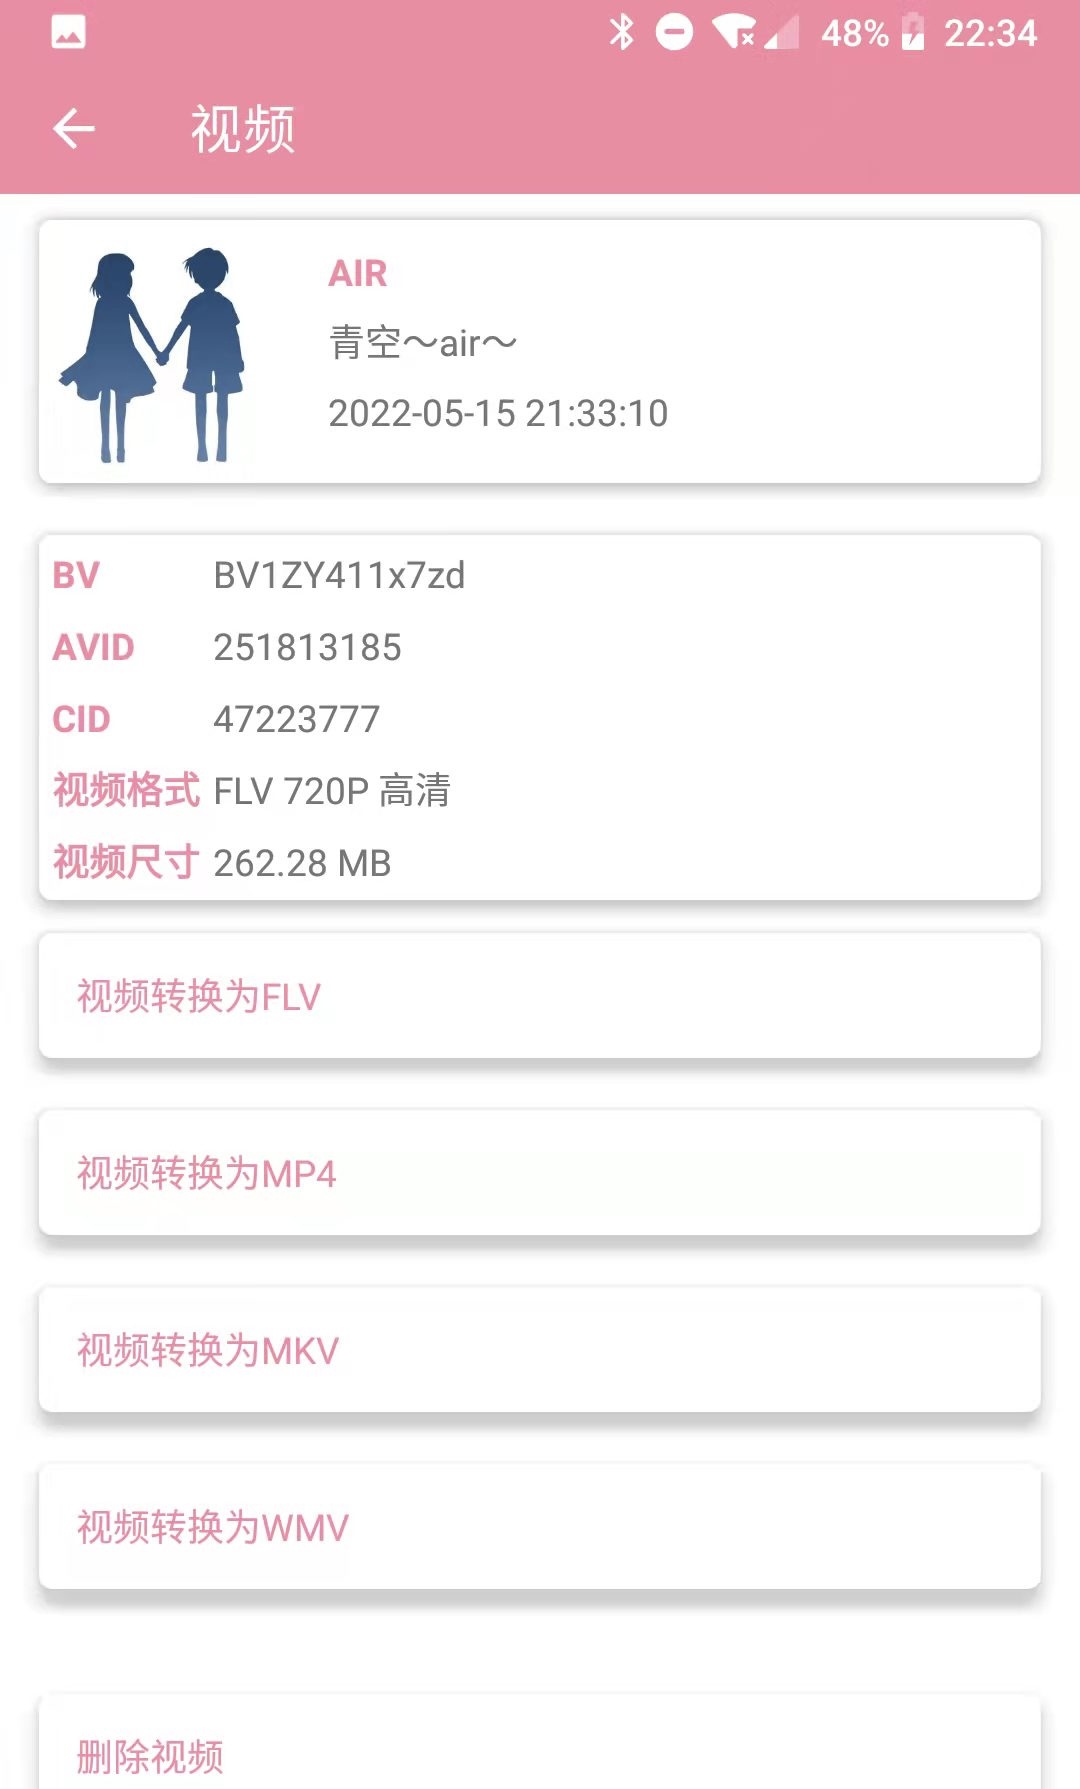 48% 22:34
视频
AIR
青空～air～
2022-05-15 21:33:10
BV BV1ZY411x7zd
AVID 251813185
CID 47223777
视频格式 FLV 720P 高清
视频尺寸 262.28 MB
视频转换为FLV
视频转换为MP4
视频转换为MKV
视频转换为WMV
删除视频